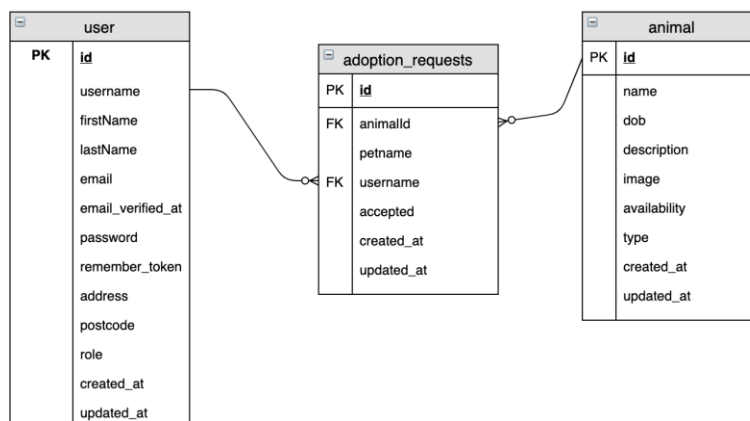 user
PK id
username
firstName
lastName
email
email_verified_at
password
remember_token
address
postcode
role
created_at
updated_at
adoption_requests
PK id
FK animalId
petname
FK username
accepted
created_at
updated_at
animal
PK id
name
dob
description
image
availability
type
created_at
updated_at